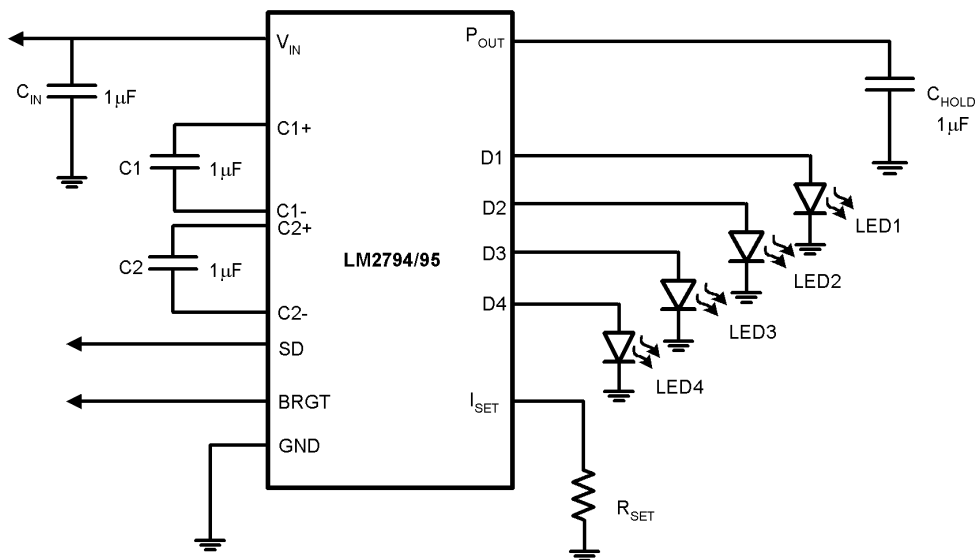 V_IN
P_OUT
C_IN
1µF
C_HOLD
1µF
C1+
C1
1µF
C1-
C2+
C2
1µF
C2-
LM2794/95
D1
D2
D3
D4
LED1
LED2
LED3
LED4
SD
BRGT
I_SET
GND
R_SET